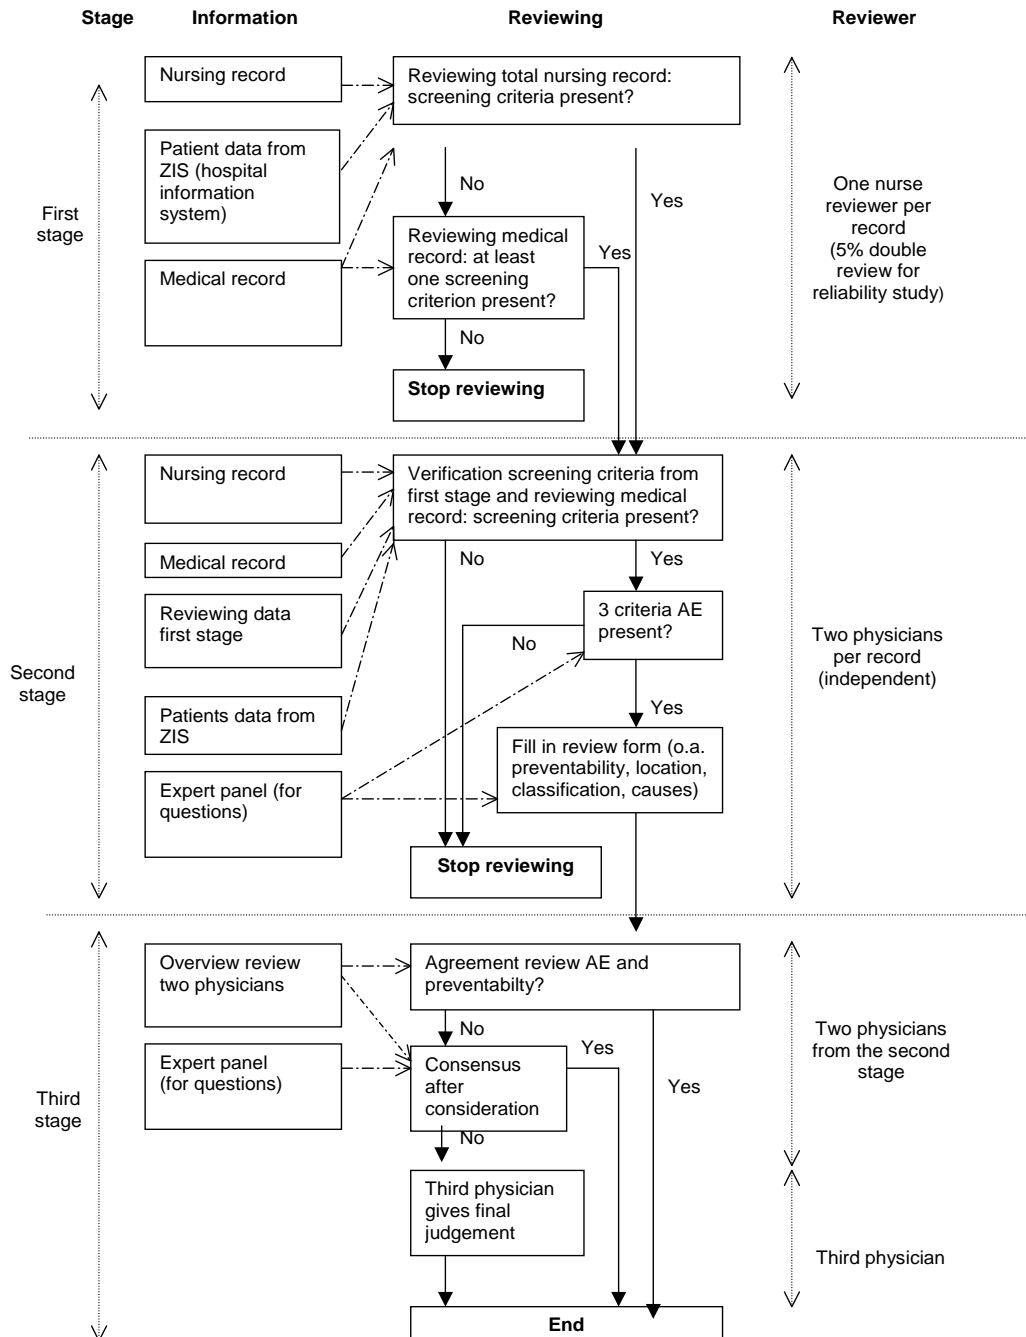 Stage
Information
Reviewing
Reviewer
Nursing record
Reviewing total nursing record:
screening criteria present?
Patient data from
ZIS (hospital
information
system)
No
Yes
First
stage
One nurse
reviewer per
record
(5% double
review for
reliability study)
Medical record
Reviewing medical
record: at least
one screening
criterion present?
Yes
No
Stop reviewing
Nursing record
Verification screening criteria from
first stage and reviewing medical
record: screening criteria present?
Medical record
No
Yes
Reviewing data
first stage
3 criteria AE
present?
No
Second
stage
Two physicians
per record
(independent)
Patients data from
ZIS
Yes
Fill in review form (o.a.
preventability, location,
classification, causes)
Expert panel (for
questions)
Stop reviewing
Overview review
two physicians
Agreement review AE and
preventabilty?
No
Yes
Yes
Two physicians
from the second
stage
Expert panel
(for questions)
Consensus
after
consideration
Third
stage
No
Third physician
gives final
judgement
Third physician
End